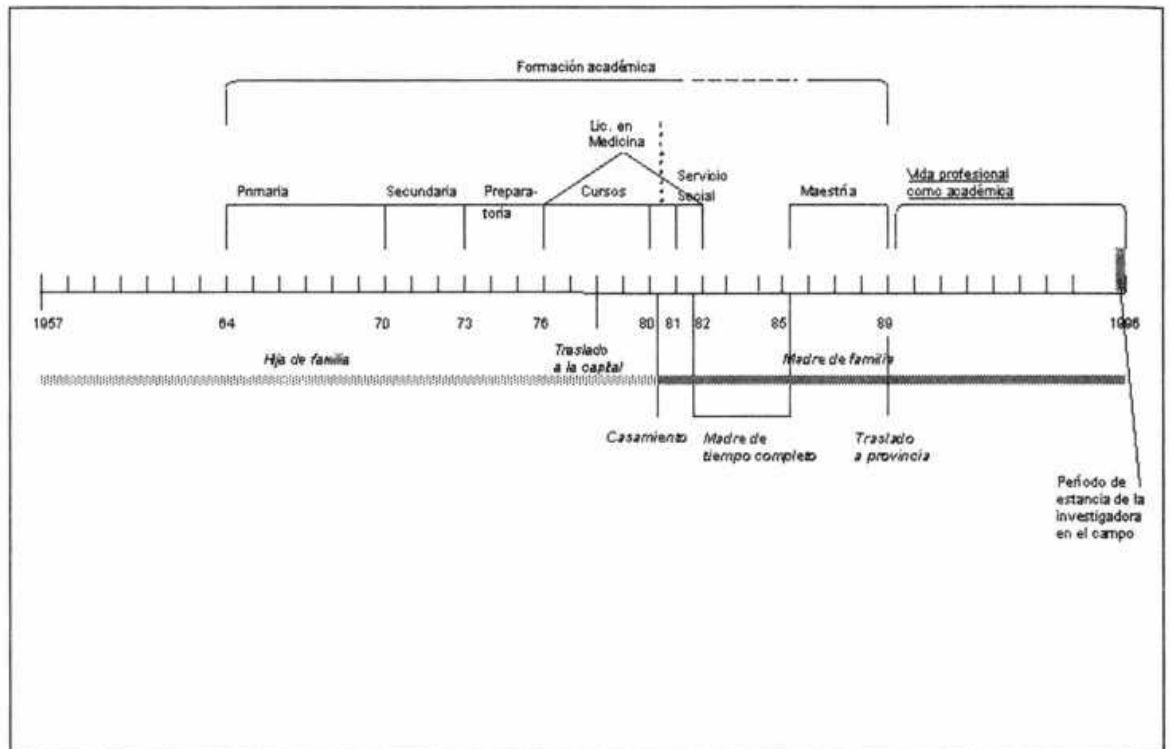 Formación académica
Lic. en
Medicina
Primaria
Secundaria
Prepara-
toria
Cursos
Servicio
Social
Maestría
Vida profesional
como académica
1957
64
70
73
76
80
81
82
85
89
1996
Hija de familia
Traslado
a la capital
Madre de familia
Casamiento
Madre de
tiempo completo
Traslado
a provincia
Período de
estancia de la
investigadora
en el campo